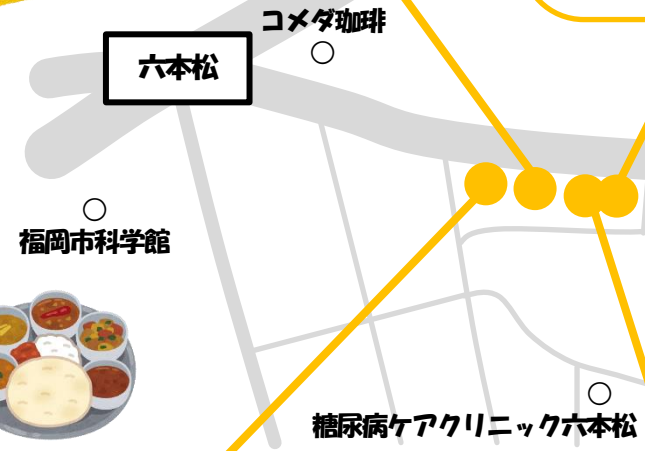 コメダ珈琲
六本松
福岡市科学館
糖尿病ケアクリニック六本松